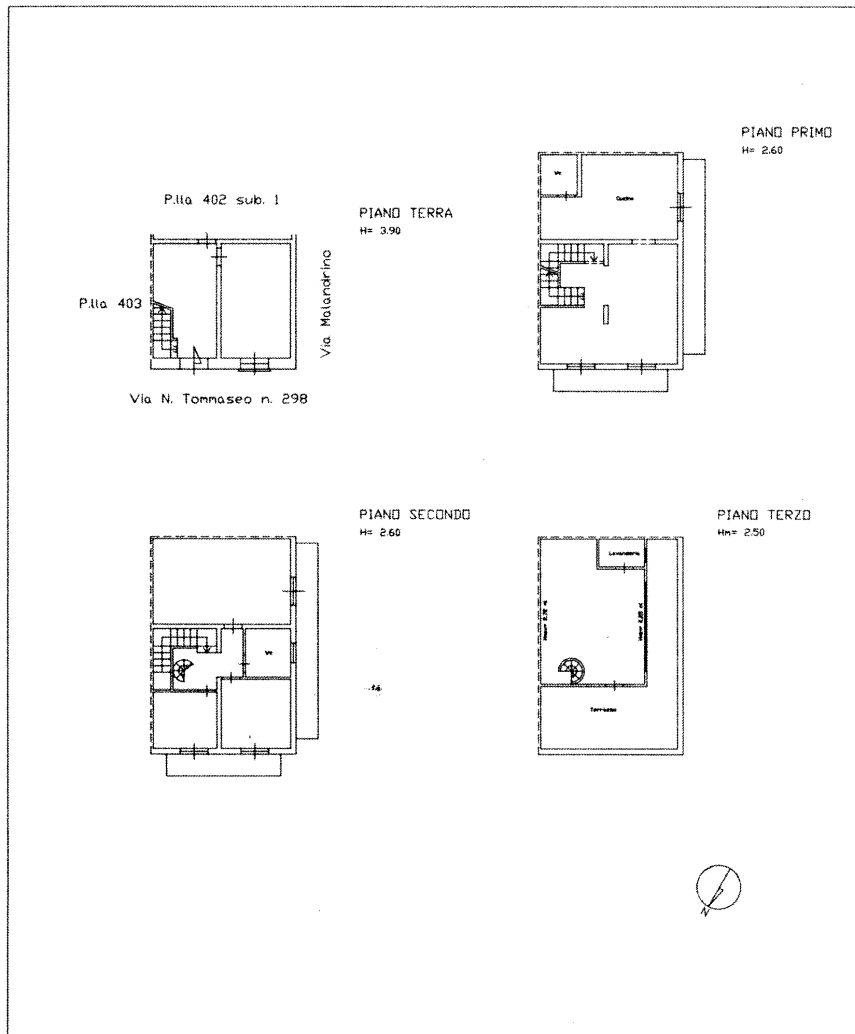 PIANO PRIMO
H= 2.60
Wc
Cucina
P.lla 402 sub. 1
PIANO TERRA
H= 3.90
P.lla 403
Via Malandrino
Via N. Tommaseo n. 298
PIANO SECONDO
H= 2.60
Wc
PIANO TERZO
Hm= 2.50
Lavanderia
Terrazzo
N